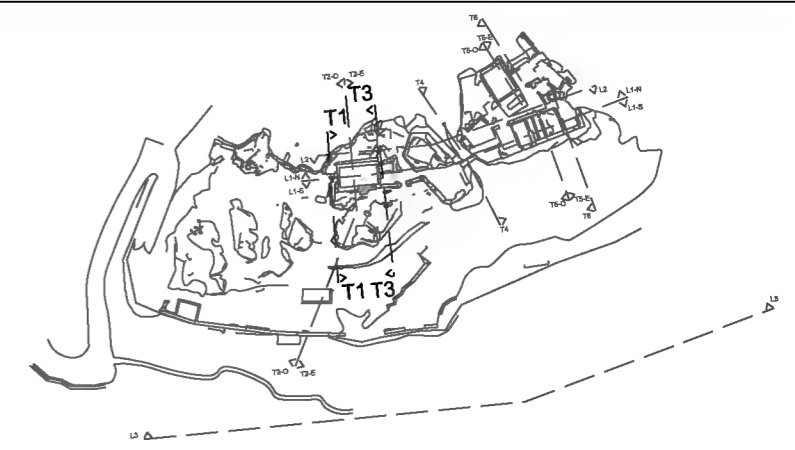 T6
T5-E
T5-O
T2-O T2-E
T4
T3
T1
L2
L1-N
L1-S
L2
L1-N
L1-S
T5-O T5-E
T6
T4
T1 T3
L3
T2-O T2-E
L3